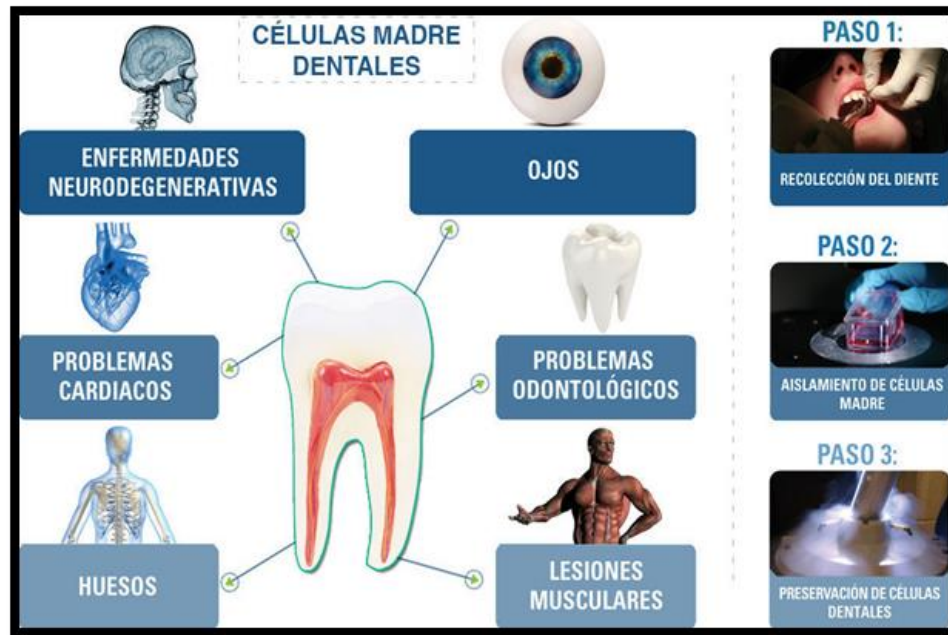 CÉLULAS MADRE
DENTALES
ENFERMEDADES
NEURODEGENERATIVAS
OJOS
PROBLEMAS
CARDIACOS
PROBLEMAS
ODONTOLÓGICOS
HUESOS
LESIONES
MUSCULARES
PASO 1:
RECOLECCIÓN DEL DIENTE
PASO 2:
AISLAMIENTO DE CÉLULAS
MADRE
PASO 3:
PRESERVACIÓN DE CÉLULAS
DENTALES